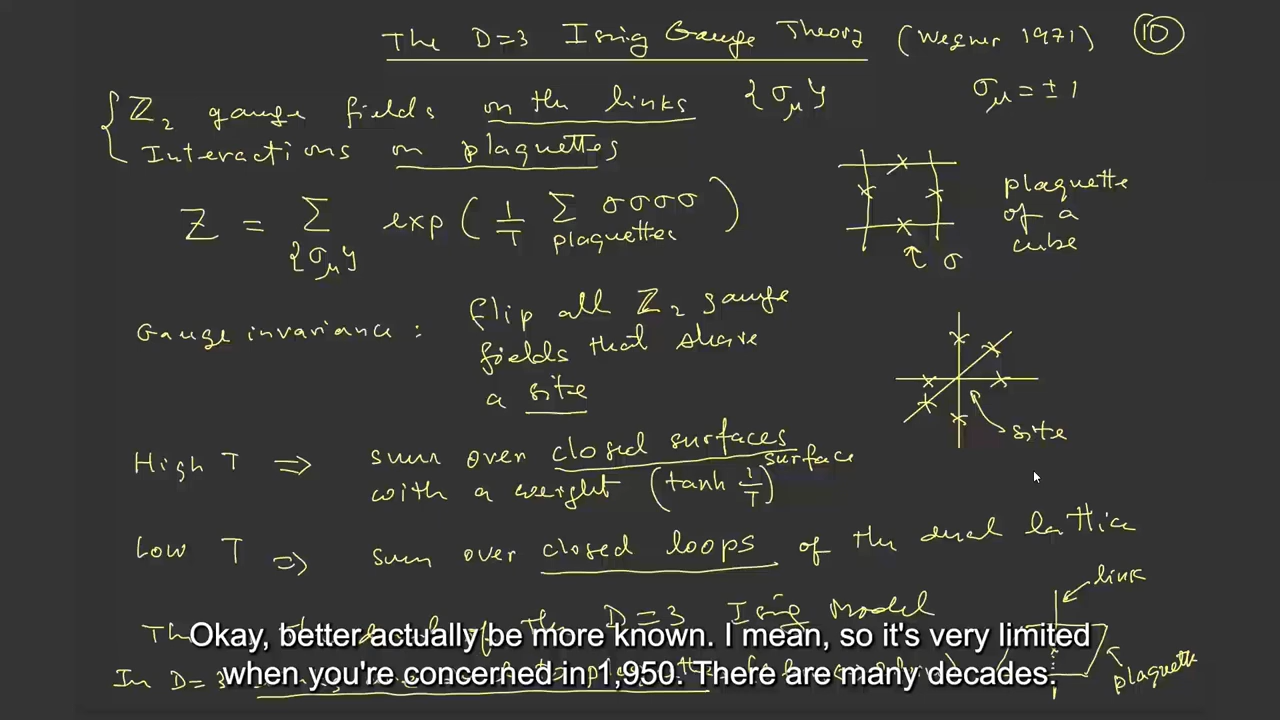 The D=3 Ising Gauge Theory (Wegner 1971) 10
ℤ₂ gauge fields on the links {σ_μ} σ_μ = ±1
Interactions on plaquettes
Z = Σ exp( 1/T Σ σσσσ )
{σ_μ} plaquettes
plaquette
of a
cube
σ
Gauge invariance: flip all ℤ₂ gauge
fields that share
a site
site
High T ⇒ sum over closed surfaces
with a weight (tanh 1/T)^surface
Low T ⇒ sum over closed loops of the dual lattice
link
D=3 Ising Model
plaquette
In D=3
Okay, better actually be more known. I mean, so it's very limited
when you're concerned in 1,950. There are many decades.